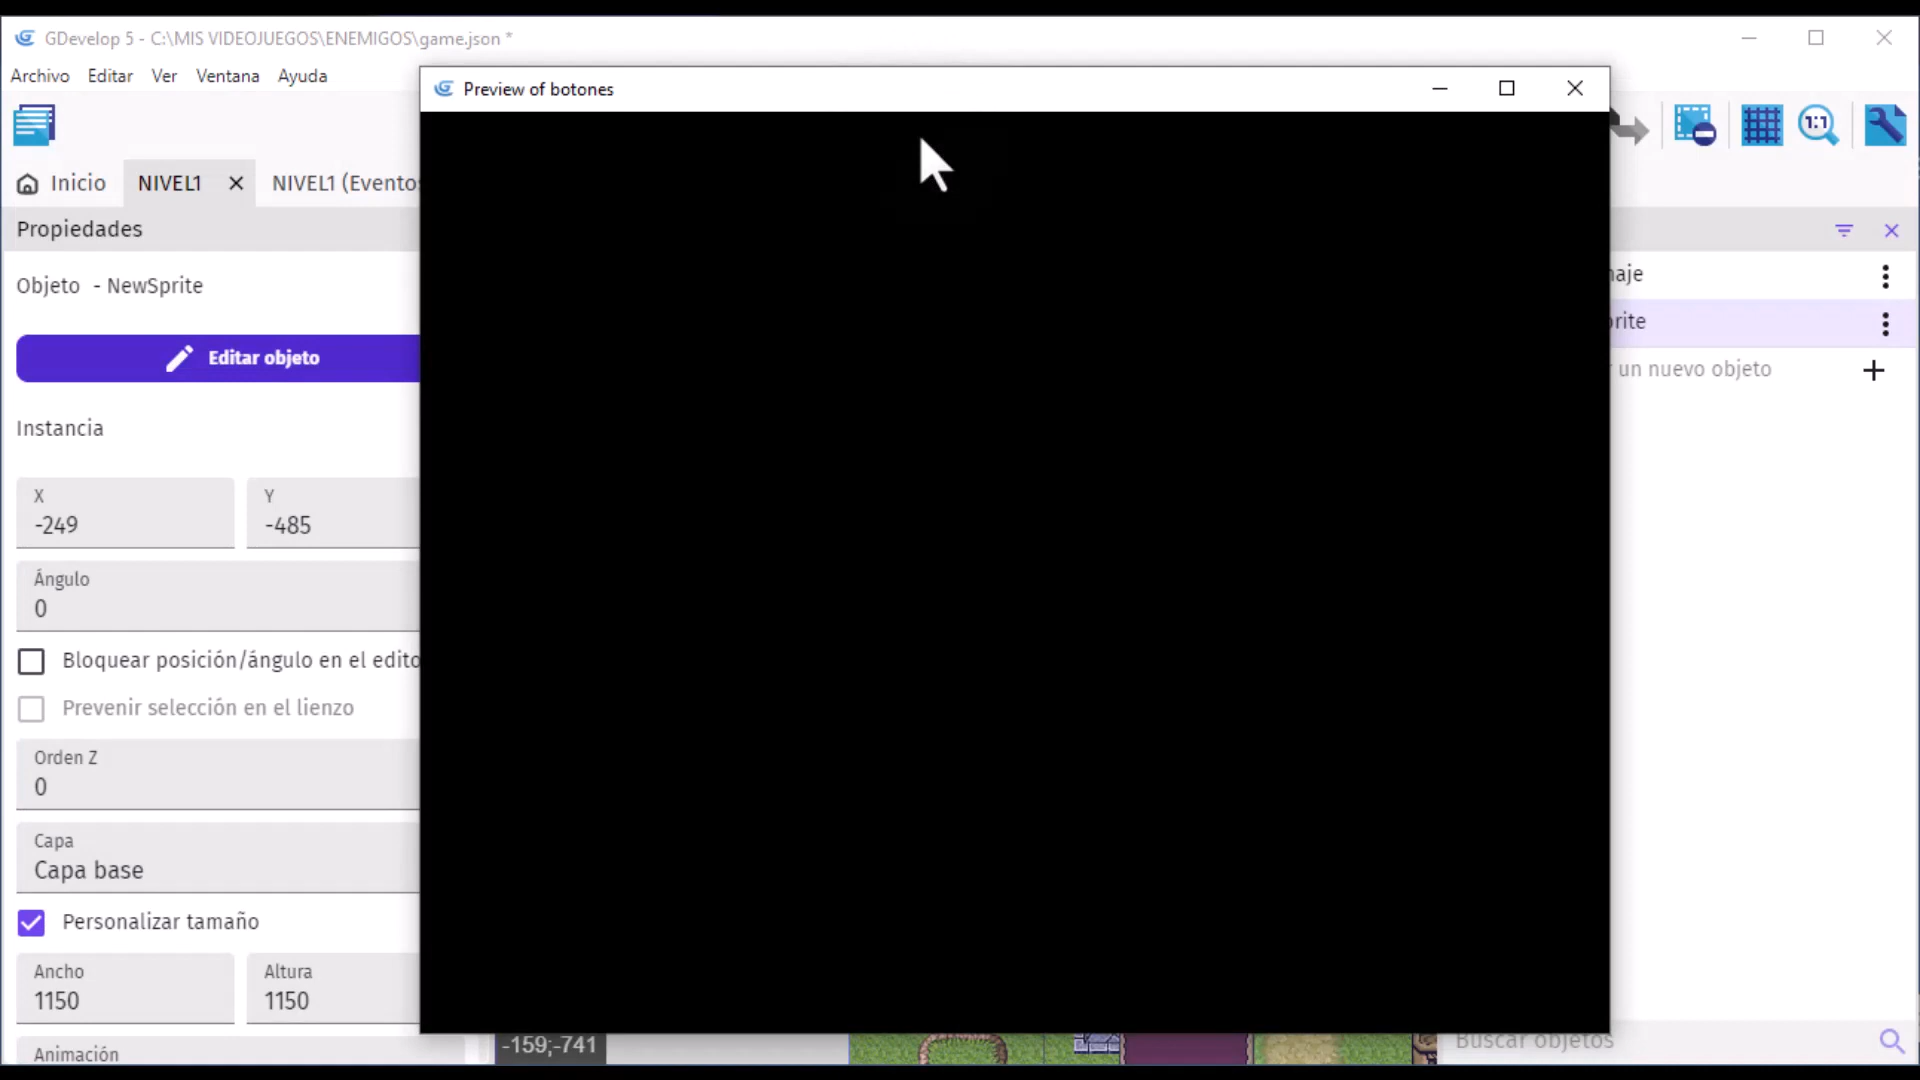 GDevelop 5 - C:\MIS VIDEOJUEGOS\ENEMIGOS\game.json *
Archivo Editar Ver Ventana Ayuda
Preview of botones
1:1
Inicio NIVEL1 NIVEL1 (Evento
Propiedades
Objeto - NewSprite
Editar objeto
un nuevo objeto
Instancia
X
-249
Y
-485
Ángulo
0
Bloquear posición/ángulo en el edito
Prevenir selección en el lienzo
Orden Z
0
Capa
Capa base
Personalizar tamaño
Ancho
1150
Altura
1150
Animación
-159;-741
Buscar objetos